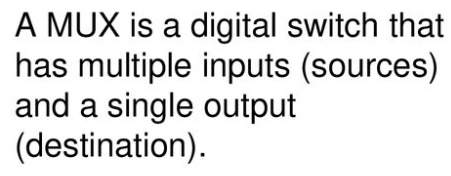 A MUX is a digital switch that
has multiple inputs (sources)
and a single output
(destination).